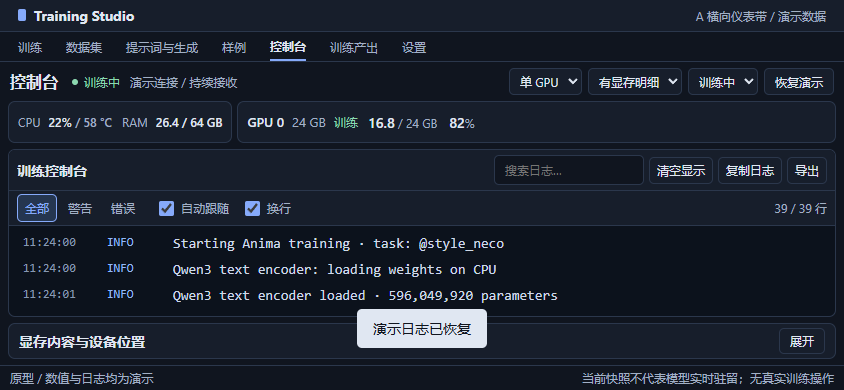 Training Studio A 横向仪表带 / 演示数据
训练 数据集 提示词与生成 样例 控制台 训练产出 设置
控制台 训练中 演示连接 / 持续接收 单 GPU 有显存明细 训练中 恢复演示
CPU 22% / 58 °C RAM 26.4 / 64 GB GPU 0 24 GB 训练 16.8 / 24 GB 82%
训练控制台 搜索日志... 清空显示 复制日志 导出
全部 警告 错误 自动跟随 换行 39 / 39 行
11:24:00 INFO Starting Anima training · task: @style_neco
11:24:00 INFO Qwen3 text encoder: loading weights on CPU
11:24:01 INFO Qwen3 text encoder loaded · 596,049,920 parameters
演示日志已恢复
显存内容与设备位置 展开
原型 / 数值与日志均为演示 当前快照不代表模型实时驻留；无真实训练操作